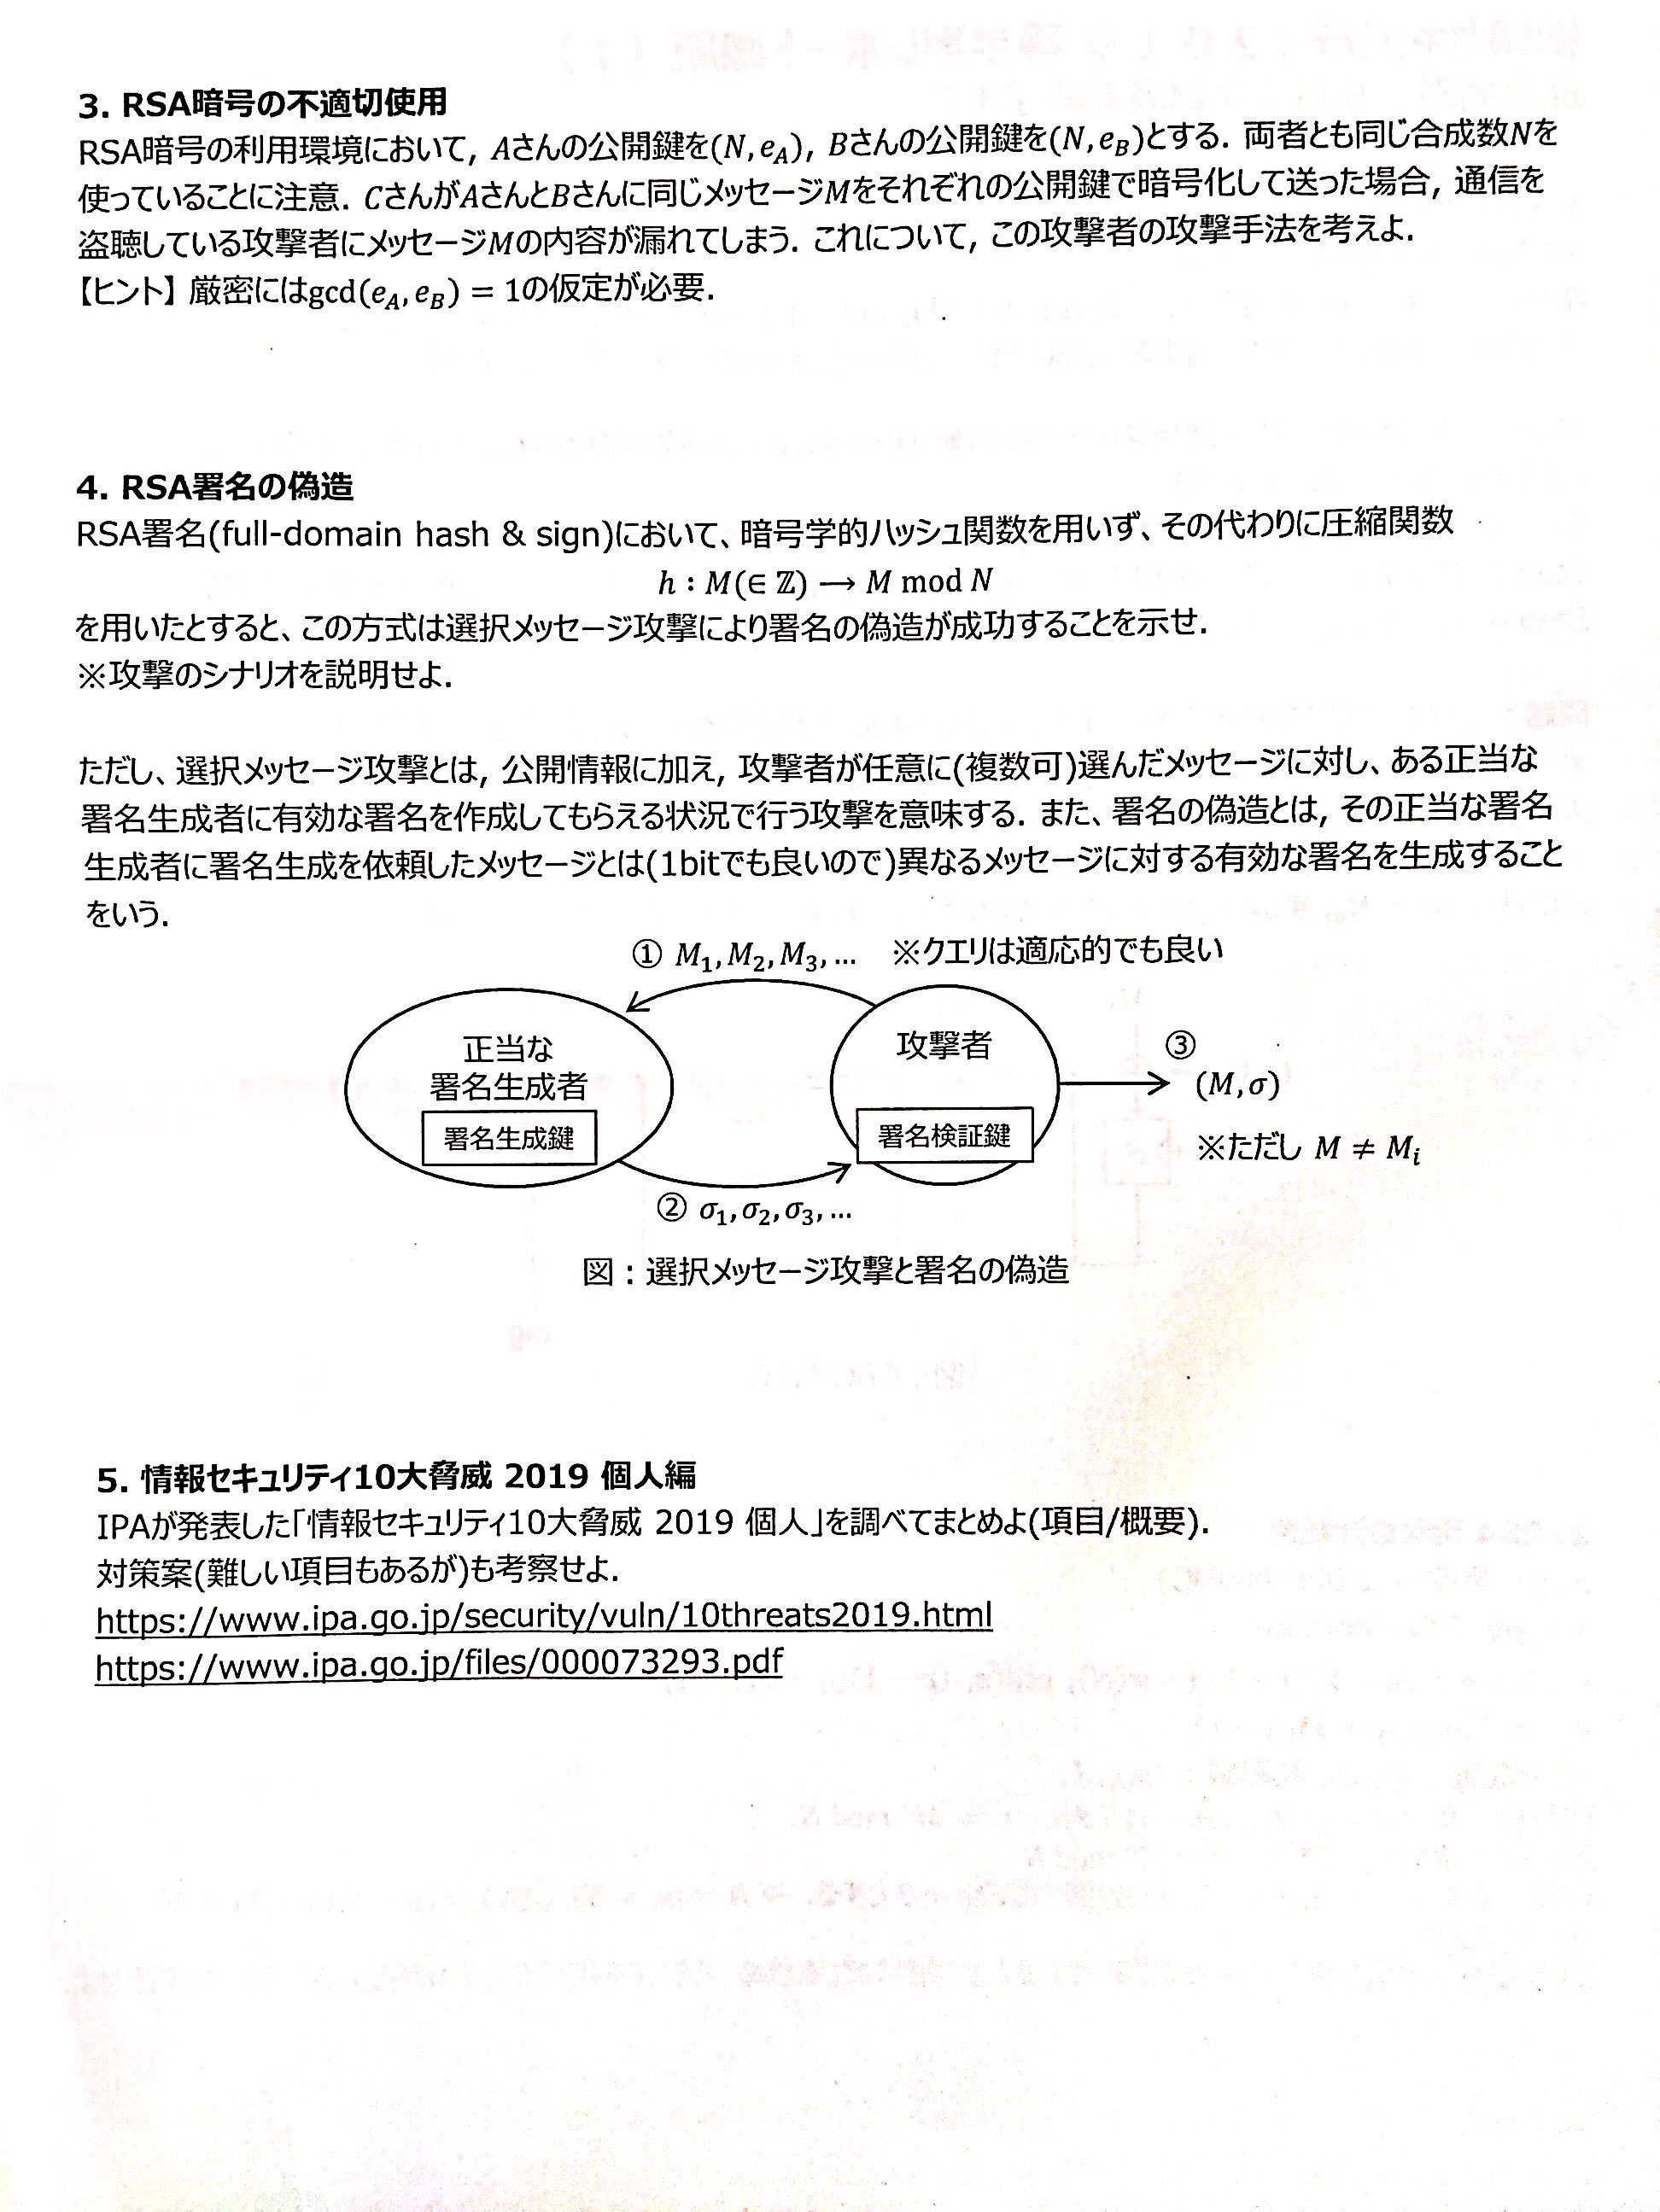 3. RSA暗号の不適切使用
RSA暗号の利用環境において, Aさんの公開鍵を(N, e_A), Bさんの公開鍵を(N, e_B)とする. 両者とも同じ合成数Nを
使っていることに注意. CさんがAさんとBさんに同じメッセージMをそれぞれの公開鍵で暗号化して送った場合, 通信を
盗聴している攻撃者にメッセージMの内容が漏れてしまう. これについて, この攻撃者の攻撃手法を考えよ.
【ヒント】厳密にはgcd(e_A, e_B) = 1の仮定が必要.
4. RSA署名の偽造
RSA署名(full-domain hash & sign)において、暗号学的ハッシュ関数を用いず、その代わりに圧縮関数
h : M(∈ ℤ) ⟶ M mod N
を用いたとすると、この方式は選択メッセージ攻撃により署名の偽造が成功することを示せ.
※攻撃のシナリオを説明せよ.
ただし、選択メッセージ攻撃とは, 公開情報に加え, 攻撃者が任意に(複数可)選んだメッセージに対し、ある正当な
署名生成者に有効な署名を作成してもらえる状況で行う攻撃を意味する. また、署名の偽造とは, その正当な署名
生成者に署名生成を依頼したメッセージとは(1bitでも良いので)異なるメッセージに対する有効な署名を生成すること
をいう.
① M₁, M₂, M₃, … ※クエリは適応的でも良い
正当な
署名生成者
署名生成鍵
攻撃者
署名検証鍵
③
(M, σ)
※ただし M ≠ Mᵢ
② σ₁, σ₂, σ₃, …
図：選択メッセージ攻撃と署名の偽造
5. 情報セキュリティ10大脅威 2019 個人編
IPAが発表した「情報セキュリティ10大脅威 2019 個人」を調べてまとめよ(項目/概要).
対策案(難しい項目もあるが)も考察せよ.
https://www.ipa.go.jp/security/vuln/10threats2019.html
https://www.ipa.go.jp/files/000073293.pdf